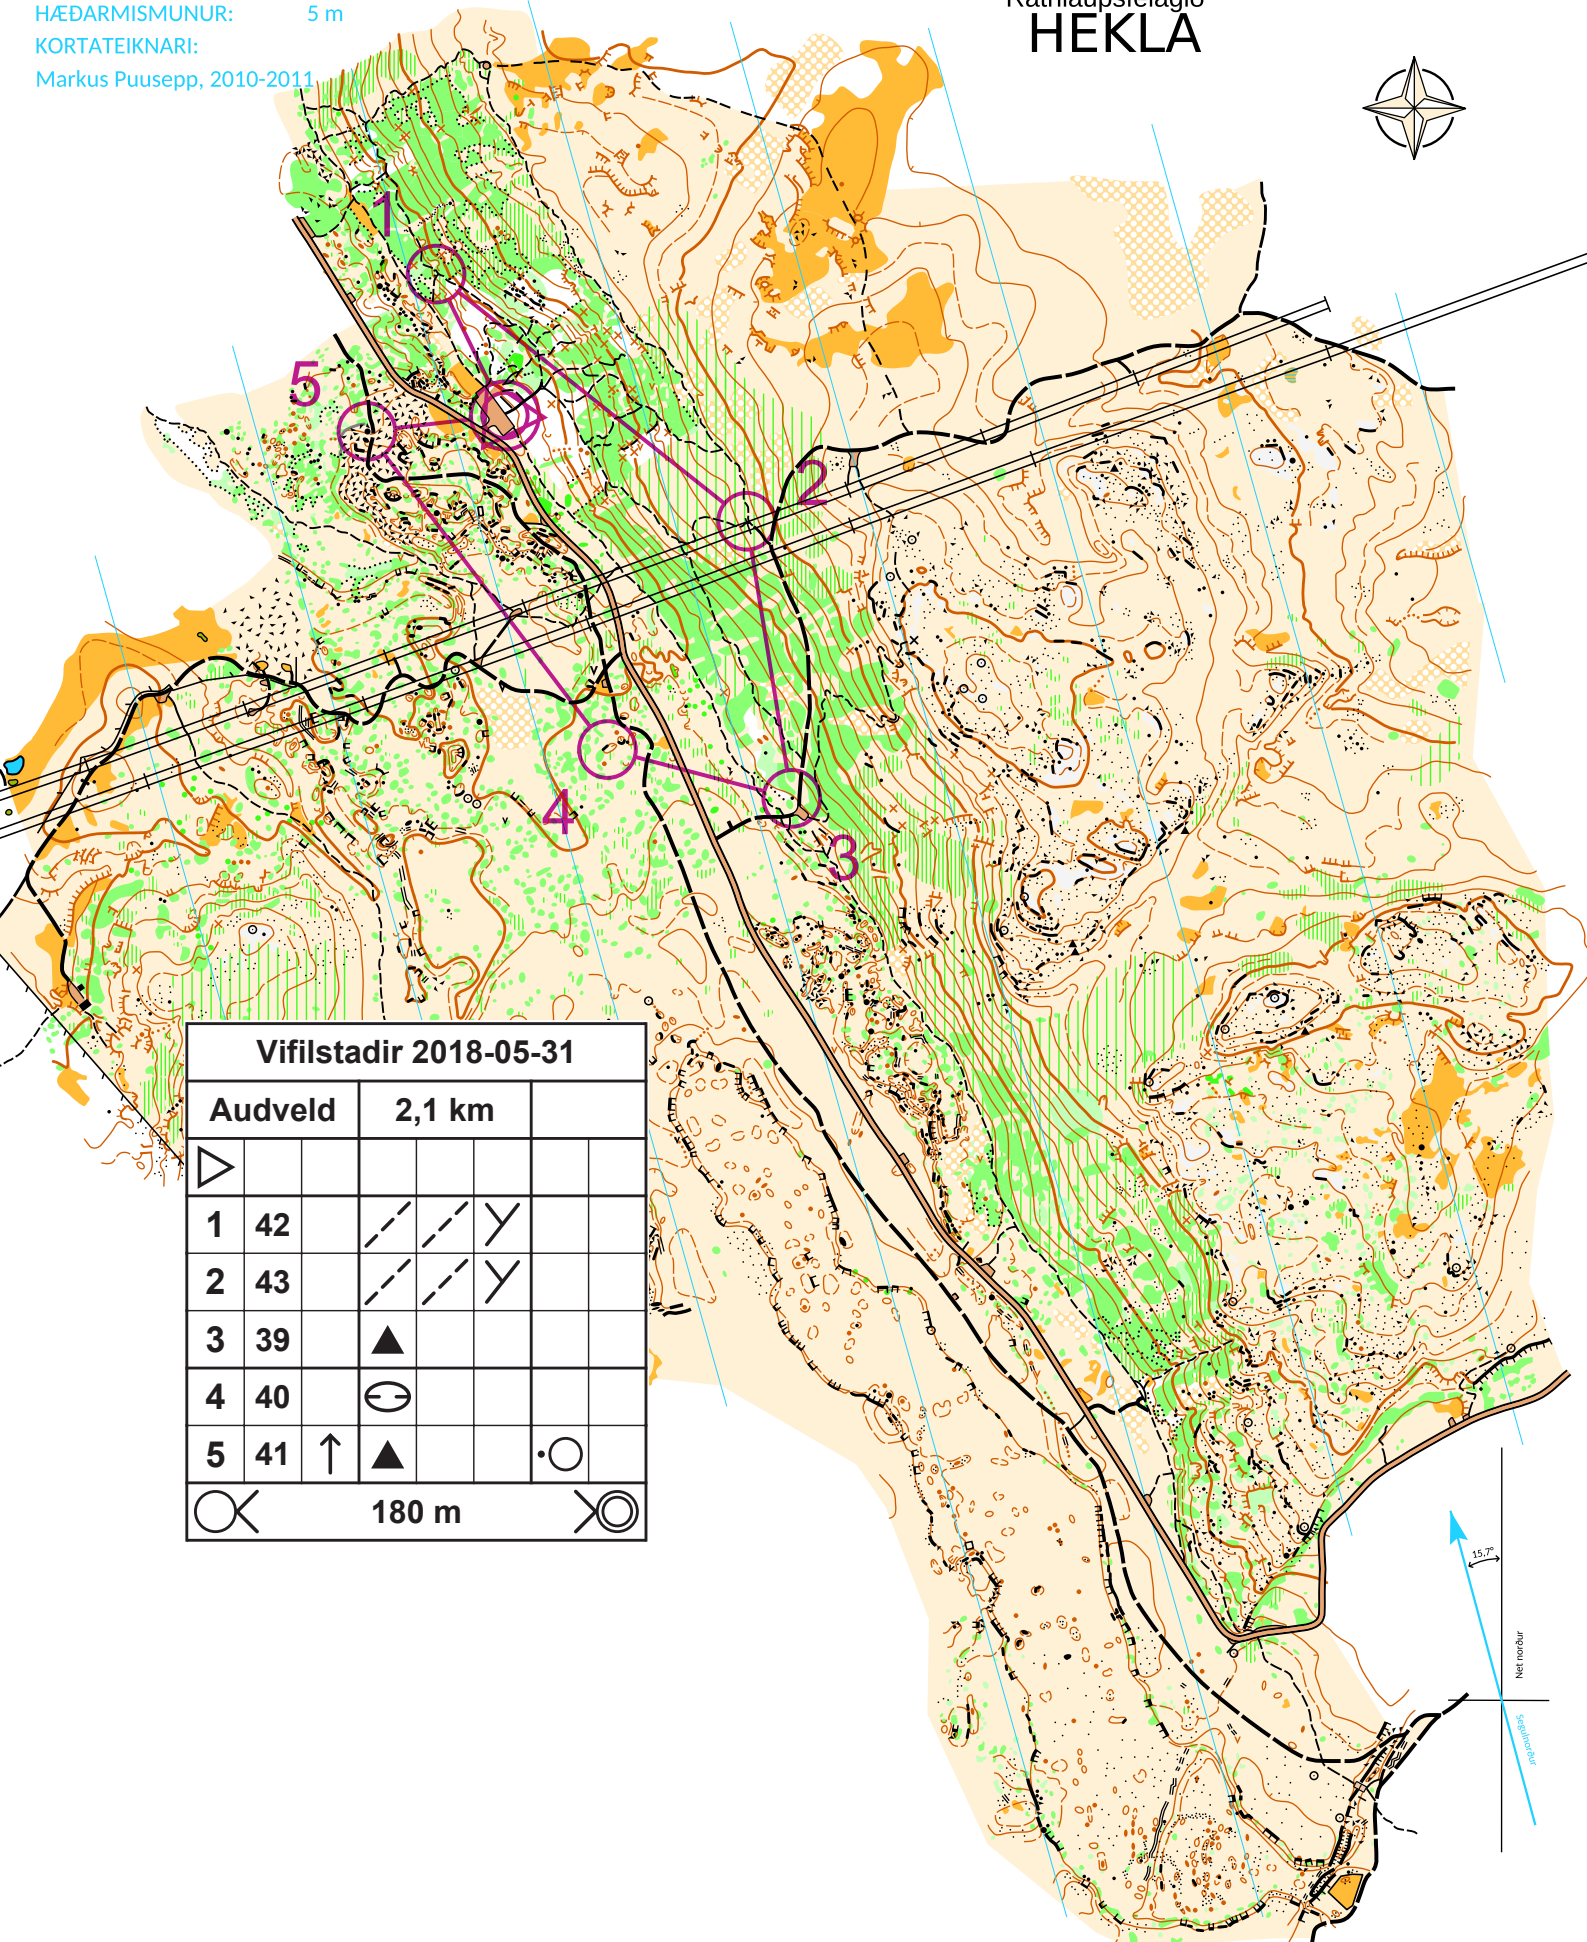 HÆÐARMISMUNUR: 5 m
KORTATEIKNARI:
Markus Puusepp, 2010-2011
HEKLA
1
5
2
4
3
Vifilstadir 2018-05-31
Audveld 2,1 km
1 42
2 43
3 39
4 40
5 41
180 m
15,7°
Net norður
Segulnorður